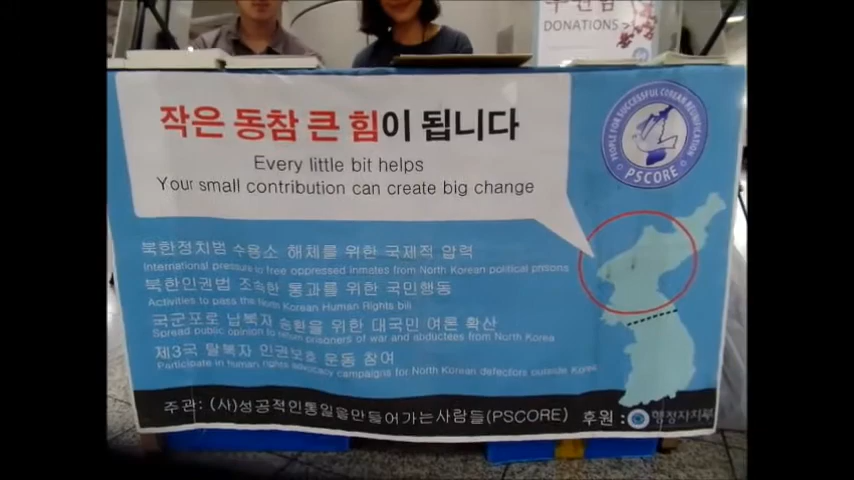 후원함
DONATIONS
작은 동참 큰 힘이 됩니다
Every little bit helps
Your small contribution can create big change
PEOPLE FOR SUCCESSFUL COREAN REUNIFICATION
PSCORE
북한정치범 수용소 해체를 위한 국제적 압력
International pressure to free oppressed inmates from North Korean political prisons
북한인권법 조속한 통과를 위한 국민행동
Activities to pass the North Korean Human Rights bill
국군포로 납북자 송환을 위한 대국민 여론 확산
Spread public opinion to return prisoners of war and abductees from North Korea
제3국 탈북자 인권보호 운동 참여
Participate in human rights advocacy campaigns for North Korean defectors outside Korea
주관: (사)성공적인통일을만들어가는사람들(PSCORE) 후원: 행정자치부